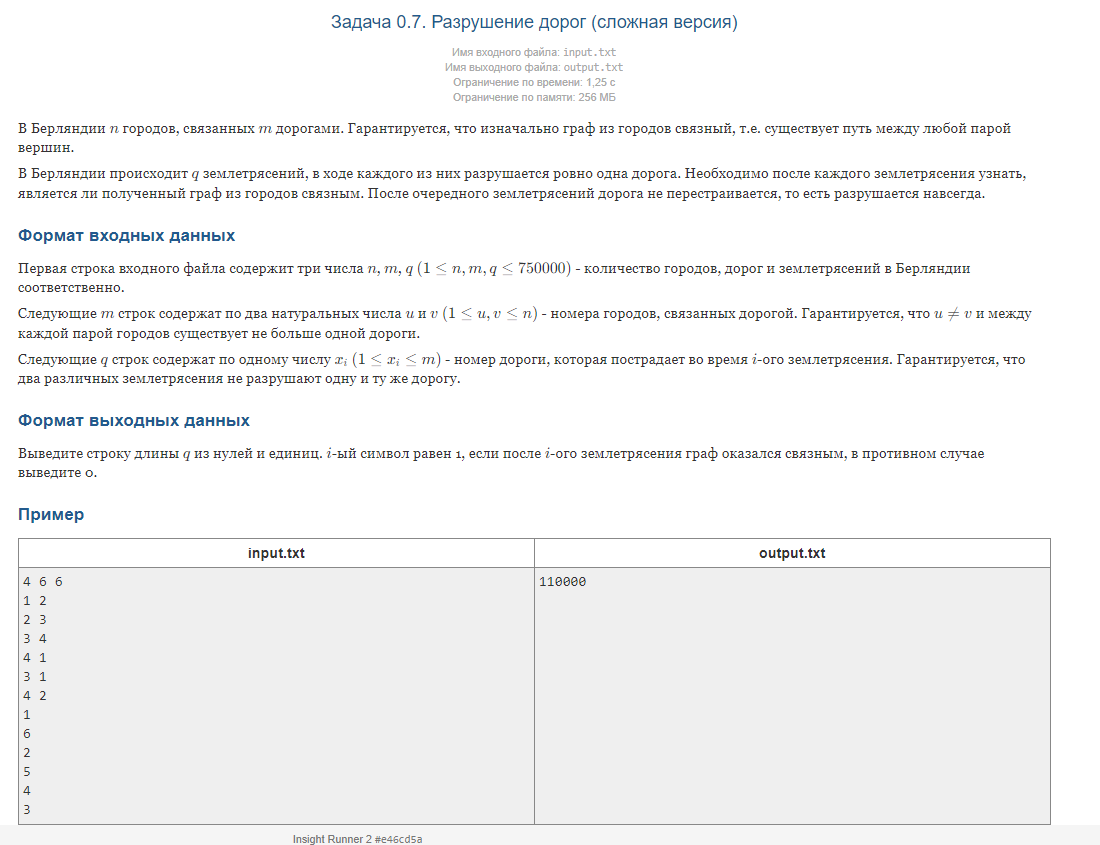 Задача 0.7. Разрушение дорог (сложная версия)
Имя входного файла: input.txt
Имя выходного файла: output.txt
Ограничение по времени: 1,25 с
Ограничение по памяти: 256 МБ
В Берляндии n городов, связанных m дорогами. Гарантируется, что изначально граф из городов связный, т.е. существует путь между любой парой
вершин.
В Берляндии происходит q землетрясений, в ходе каждого из них разрушается ровно одна дорога. Необходимо после каждого землетрясения узнать,
является ли полученный граф из городов связным. После очередного землетрясений дорога не перестраивается, то есть разрушается навсегда.
Формат входных данных
Первая строка входного файла содержит три числа n, m, q (1 ≤ n, m, q ≤ 750000) - количество городов, дорог и землетрясений в Берляндии
соответственно.
Следующие m строк содержат по два натуральных числа u и v (1 ≤ u, v ≤ n) - номера городов, связанных дорогой. Гарантируется, что u ≠ v и между
каждой парой городов существует не больше одной дороги.
Следующие q строк содержат по одному числу xᵢ (1 ≤ xᵢ ≤ m) - номер дороги, которая пострадает во время i-ого землетрясения. Гарантируется, что
два различных землетрясения не разрушают одну и ту же дорогу.
Формат выходных данных
Выведите строку длины q из нулей и единиц. i-ый символ равен 1, если после i-ого землетрясения граф оказался связным, в противном случае
выведите 0.
Пример
input.txt output.txt
4 6 6 110000
1 2
2 3
3 4
4 1
3 1
4 2
1
6
2
5
4
3
Insight Runner 2 #e46cd5a